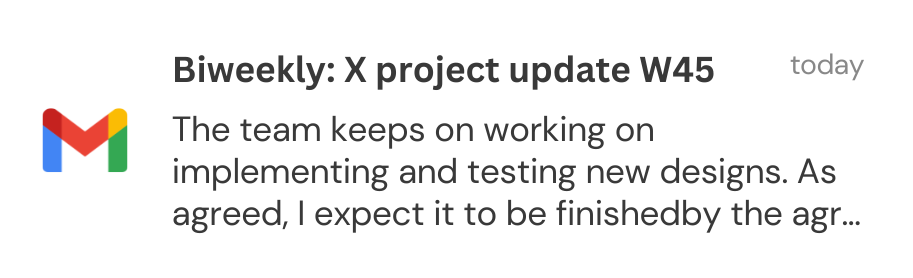 Biweekly: X project update W45
today
The team keeps on working on
implementing and testing new designs. As
agreed, I expect it to be finishedby the agr...